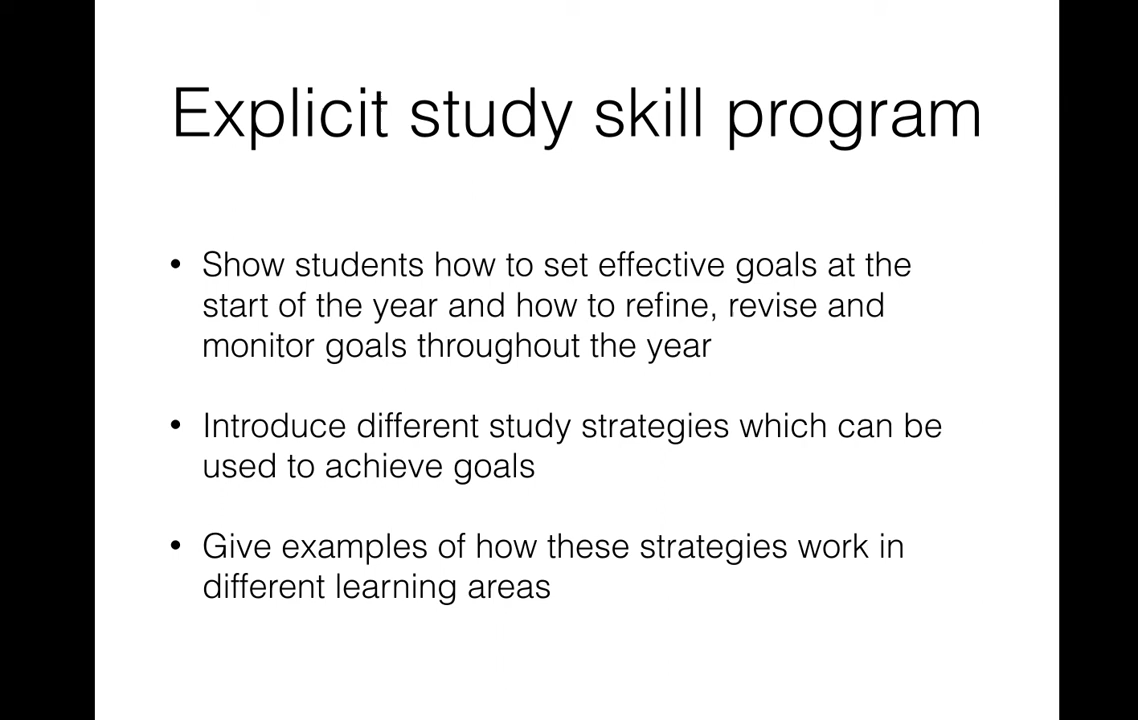 Explicit study skill program
• Show students how to set effective goals at the
start of the year and how to refine, revise and
monitor goals throughout the year
• Introduce different study strategies which can be
used to achieve goals
• Give examples of how these strategies work in
different learning areas